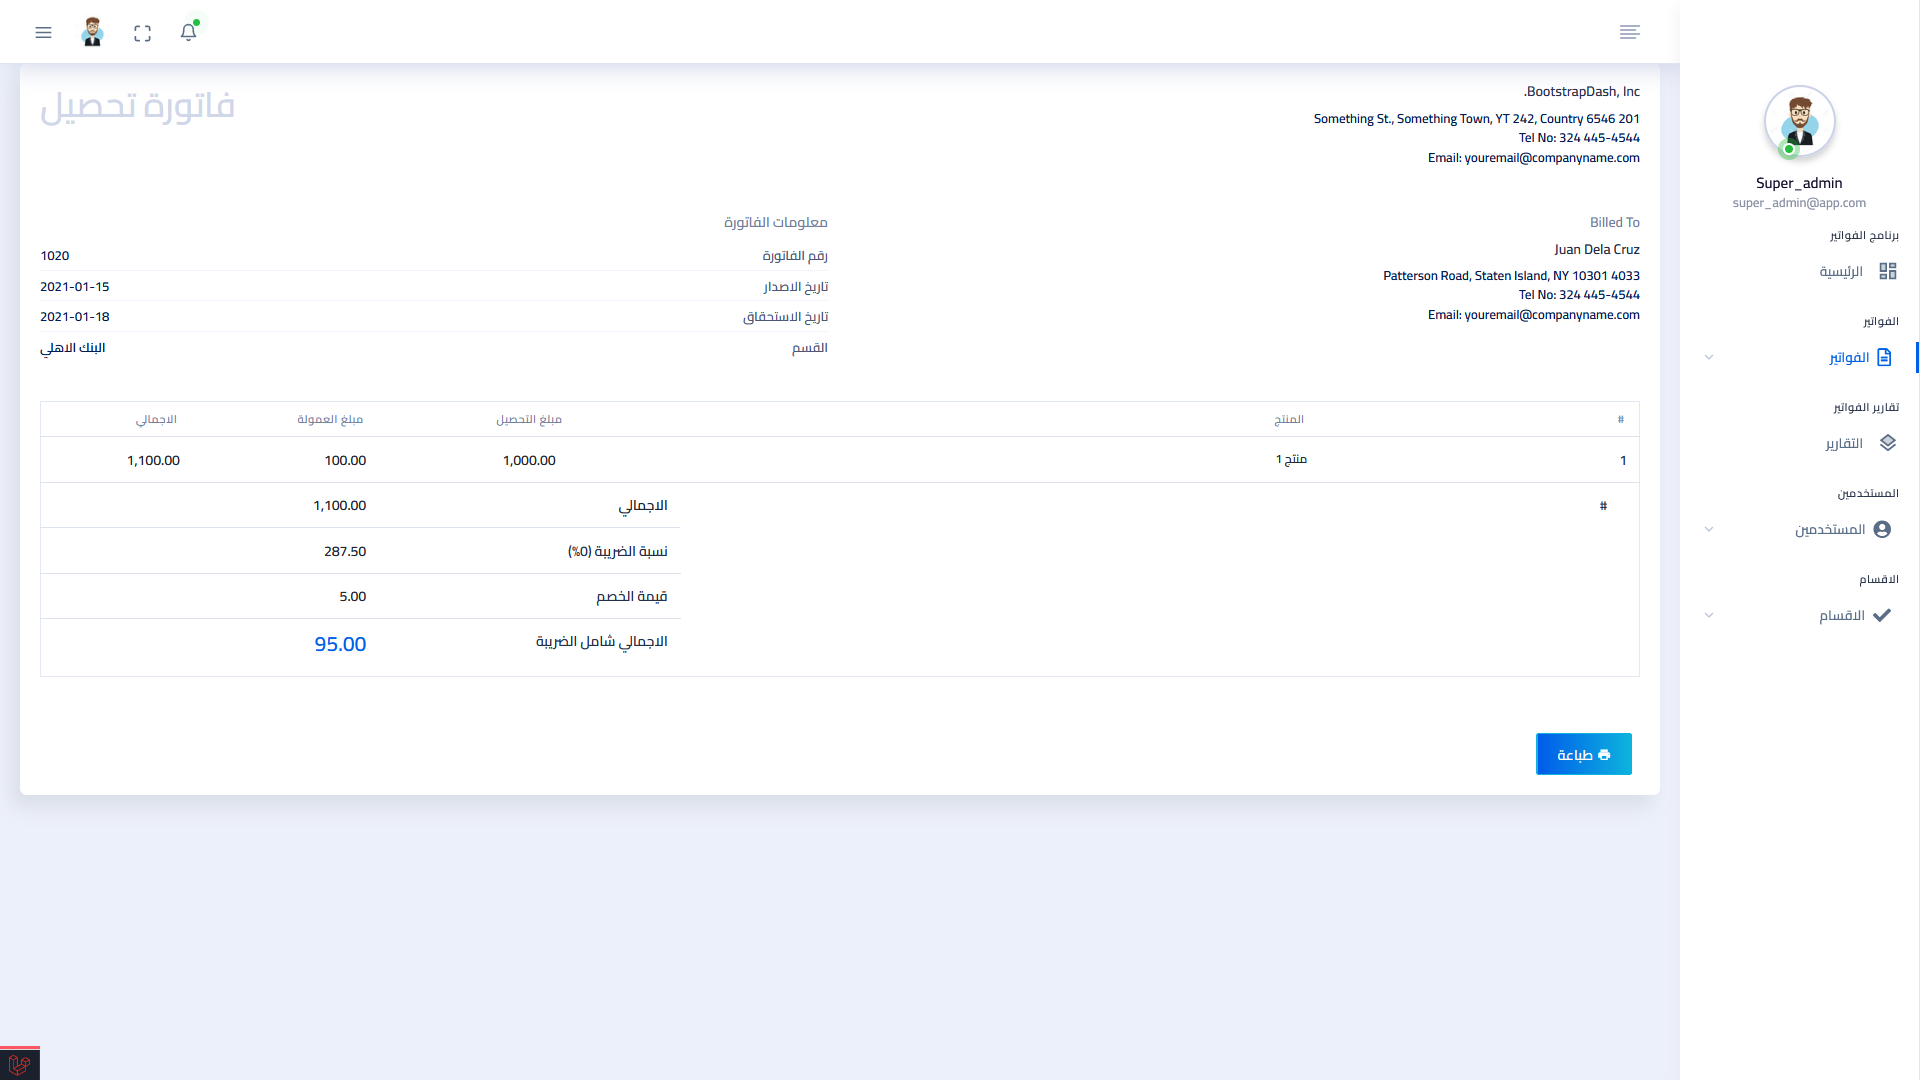 فاتورة تحصيل
BootstrapDash, Inc.
Something St., Something Town, YT 242, Country 6546 201
Tel No: 324 445-4544
Email: youremail@companyname.com
Billed To
Juan Dela Cruz
Patterson Road, Staten Island, NY 10301 4033
Tel No: 324 445-4544
Email: youremail@companyname.com
معلومات الفاتورة
رقم الفاتورة 1020
تاريخ الاصدار 2021-01-15
تاريخ الاستحقاق 2021-01-18
القسم البنك الاهلي
# المنتج مبلغ التحصيل مبلغ العمولة الاجمالي
1 منتج 1 1,000.00 100.00 1,100.00
# الاجمالي 1,100.00
نسبة الضريبة (0%) 287.50
قيمة الخصم 5.00
الاجمالي شامل الضريبة 95.00
طباعة
Super_admin
super_admin@app.com
برنامج الفواتير
الرئيسية
الفواتير
الفواتير
تقارير الفواتير
التقارير
المستخدمين
المستخدمين
الاقسام
الاقسام